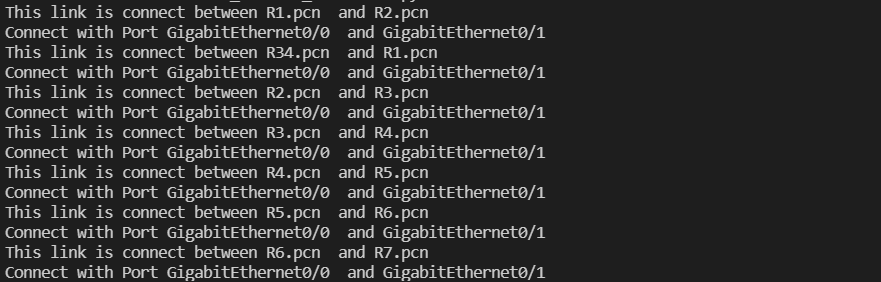 This link is connect between R1.pcn  and R2.pcn
Connect with Port GigabitEthernet0/0  and GigabitEthernet0/1
This link is connect between R34.pcn  and R1.pcn
Connect with Port GigabitEthernet0/0  and GigabitEthernet0/1
This link is connect between R2.pcn  and R3.pcn
Connect with Port GigabitEthernet0/0  and GigabitEthernet0/1
This link is connect between R3.pcn  and R4.pcn
Connect with Port GigabitEthernet0/0  and GigabitEthernet0/1
This link is connect between R4.pcn  and R5.pcn
Connect with Port GigabitEthernet0/0  and GigabitEthernet0/1
This link is connect between R5.pcn  and R6.pcn
Connect with Port GigabitEthernet0/0  and GigabitEthernet0/1
This link is connect between R6.pcn  and R7.pcn
Connect with Port GigabitEthernet0/0  and GigabitEthernet0/1